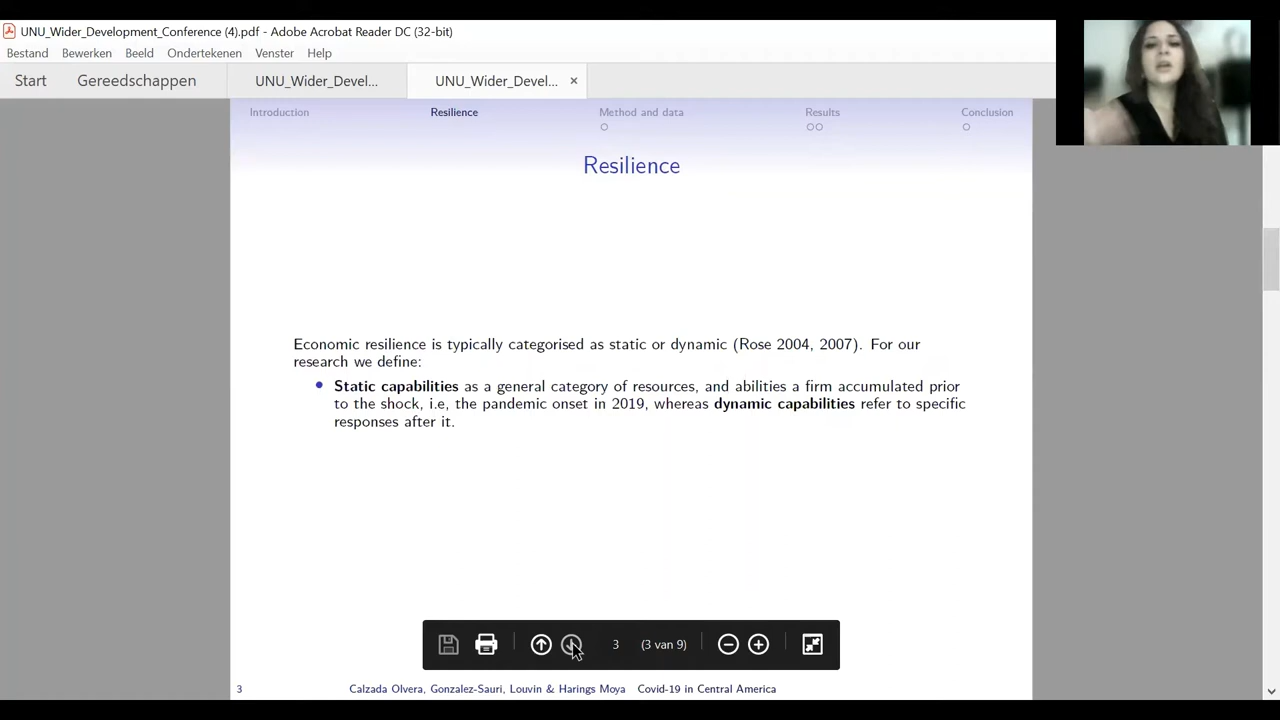 UNU_Wider_Development_Conference (4).pdf - Adobe Acrobat Reader DC (32-bit)
Bestand Bewerken Beeld Ondertekenen Venster Help
Start Gereedschappen UNU_Wider_Devel... UNU_Wider_Devel... ×
Introduction Resilience Method and data Results Conclusion
Resilience
Economic resilience is typically categorised as static or dynamic (Rose 2004, 2007). For our
research we define:
Static capabilities as a general category of resources, and abilities a firm accumulated prior
to the shock, i.e, the pandemic onset in 2019, whereas dynamic capabilities refer to specific
responses after it.
3 (3 van 9)
3 Calzada Olvera, Gonzalez-Sauri, Louvin & Harings Moya Covid-19 in Central America